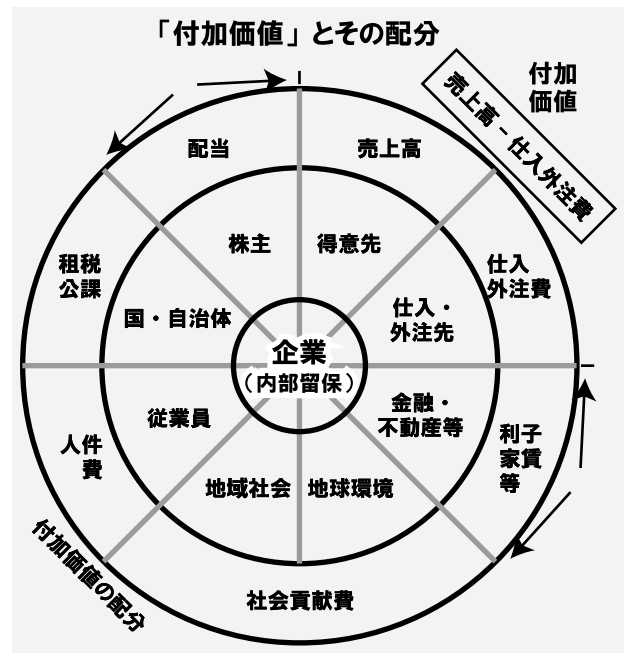 「付加価値」とその配分
付加
価値
売上高－仕入外注費
配当
売上高
株主
得意先
租税
公課
仕入
外注費
国・自治体
仕入・
外注先
企業
（内部留保）
従業員
金融・
不動産等
人件
費
利子
家賃
等
地域社会
地球環境
付加価値の配分
社会貢献費